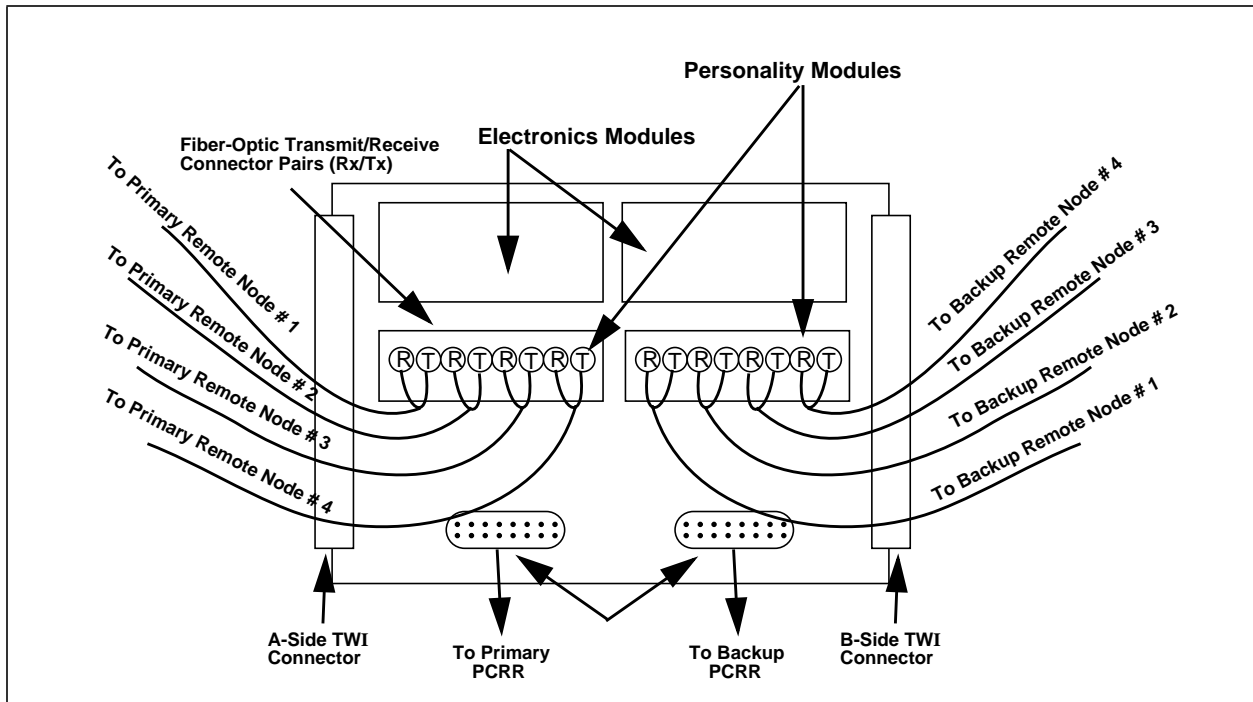 Personality Modules
Electronics Modules
Fiber-Optic Transmit/Receive
Connector Pairs (Rx/Tx)
To Primary Remote Node # 1
To Primary Remote Node # 2
To Primary Remote Node # 3
To Primary Remote Node # 4
To Backup Remote Node # 4
To Backup Remote Node # 3
To Backup Remote Node # 2
To Backup Remote Node # 1
R T R T R T R T
R T R T R T R T
A-Side TWI
Connector
To Primary
PCRR
To Backup
PCRR
B-Side TWI
Connector